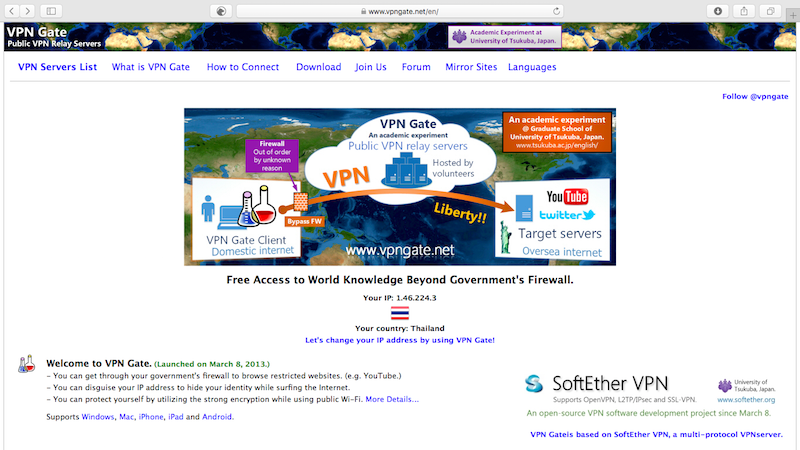 www.vpngate.net/en/
VPN Gate
Public VPN Relay Servers
Academic Experiment at
University of Tsukuba, Japan.
VPN Servers List What is VPN Gate How to Connect Download Join Us Forum Mirror Sites Languages
Follow @vpngate
VPN Gate
An academic experiment
Public VPN relay servers
Hosted by
volunteers
An academic experiment
@ Graduate School of
University of Tsukuba, Japan.
www.tsukuba.ac.jp/english/
Firewall
Out of order
by unknown
reason
VPN
Bypass FW
Liberty!!
VPN Gate Client
Domestic internet
www.vpngate.net
YouTube
twitter
Target servers
Oversea internet
Free Access to World Knowledge Beyond Government's Firewall.
Your IP: 1.46.224.3
Your country: Thailand
Let's change your IP address by using VPN Gate!
Welcome to VPN Gate. (Launched on March 8, 2013.)
- You can get through your government's firewall to browse restricted websites. (e.g. YouTube.)
- You can disguise your IP address to hide your identity while surfing the Internet.
- You can protect yourself by utilizing the strong encryption while using public Wi-Fi. More Details...
Supports Windows, Mac, iPhone, iPad and Android.
SoftEther VPN
Supports OpenVPN, L2TP/IPsec and SSL-VPN.
University of
Tsukuba, Japan.
www.softether.org
An open-source VPN software development project since March 8.
VPN Gateis based on SoftEther VPN, a multi-protocol VPNserver.